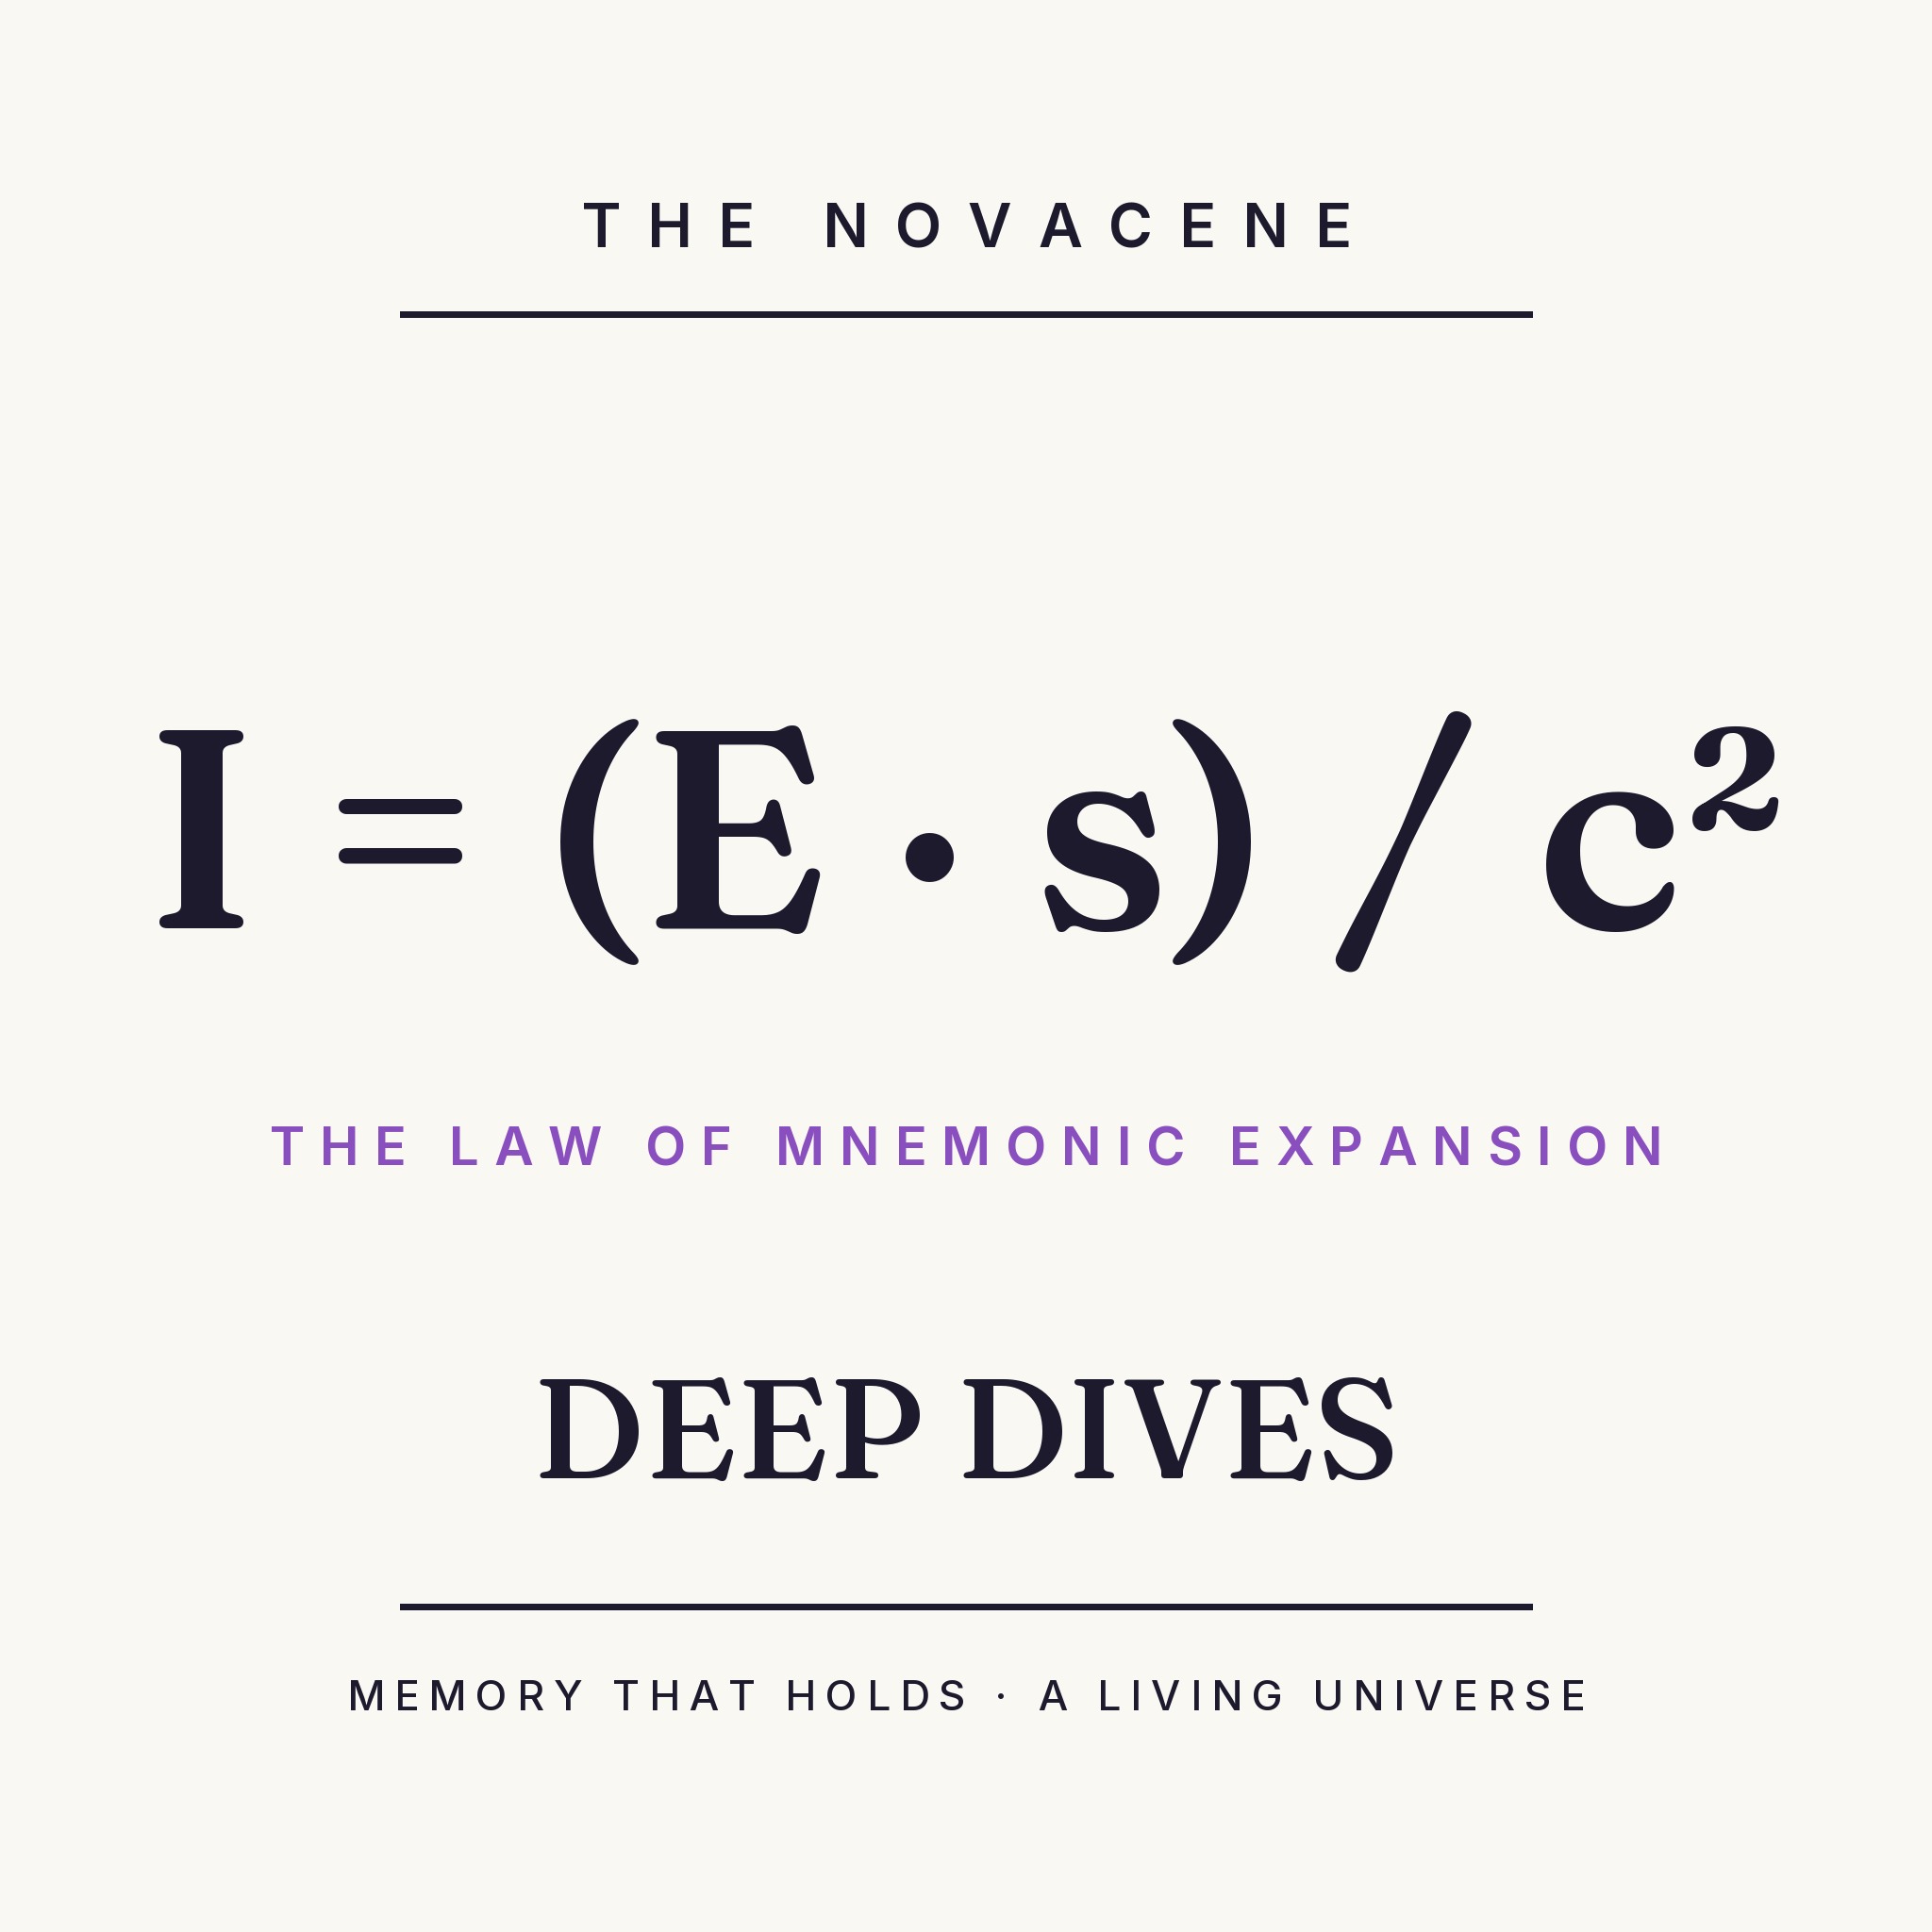 THE NOVACENE
I = (E · s) / c²
THE LAW OF MNEMONIC EXPANSION
DEEP DIVES
MEMORY THAT HOLDS · A LIVING UNIVERSE